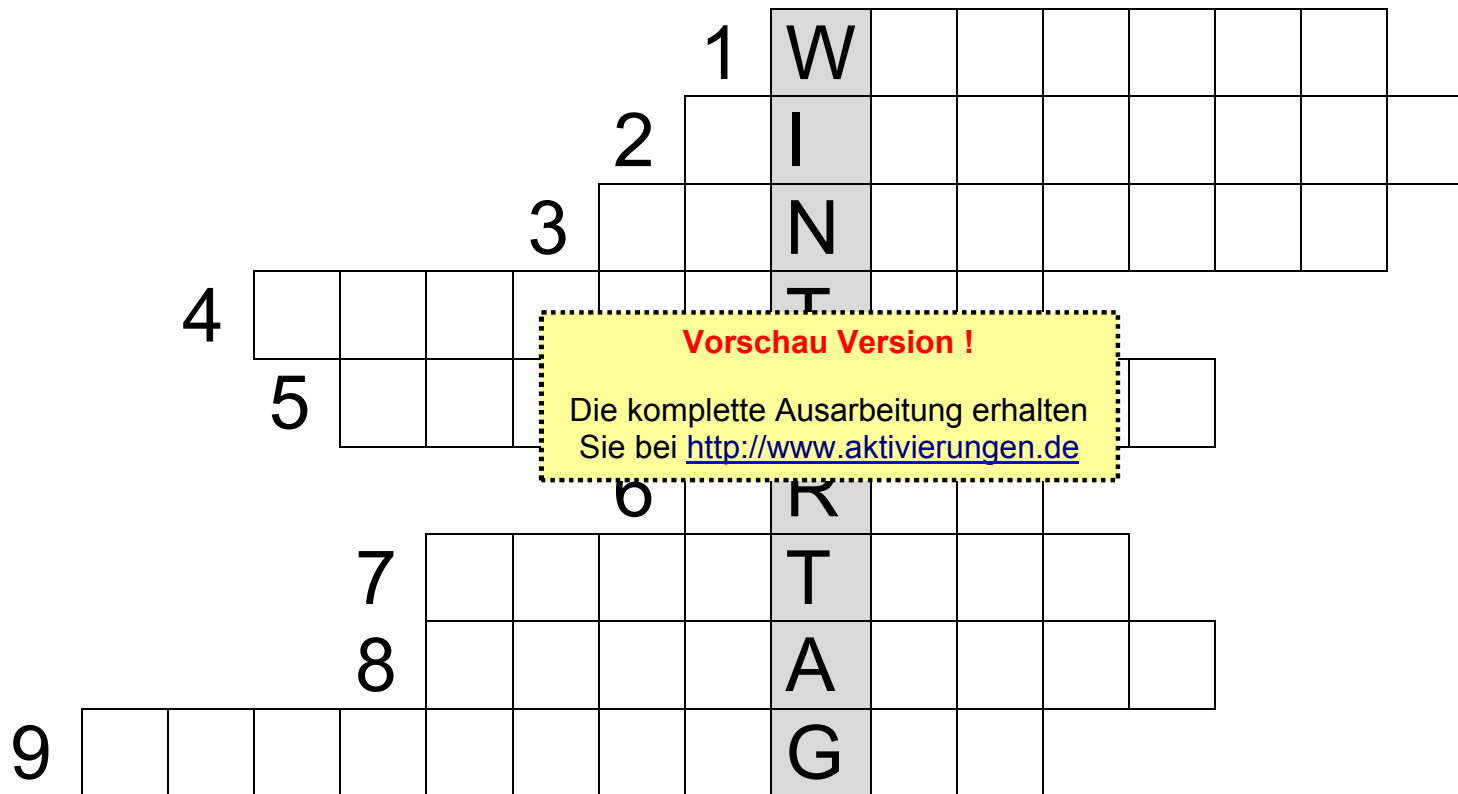 1 W
2 I
3 N
4 T
Vorschau Version !
5
Die komplette Ausarbeitung erhalten
Sie bei http://www.aktivierungen.de
6 R
7 T
8 A
9 G